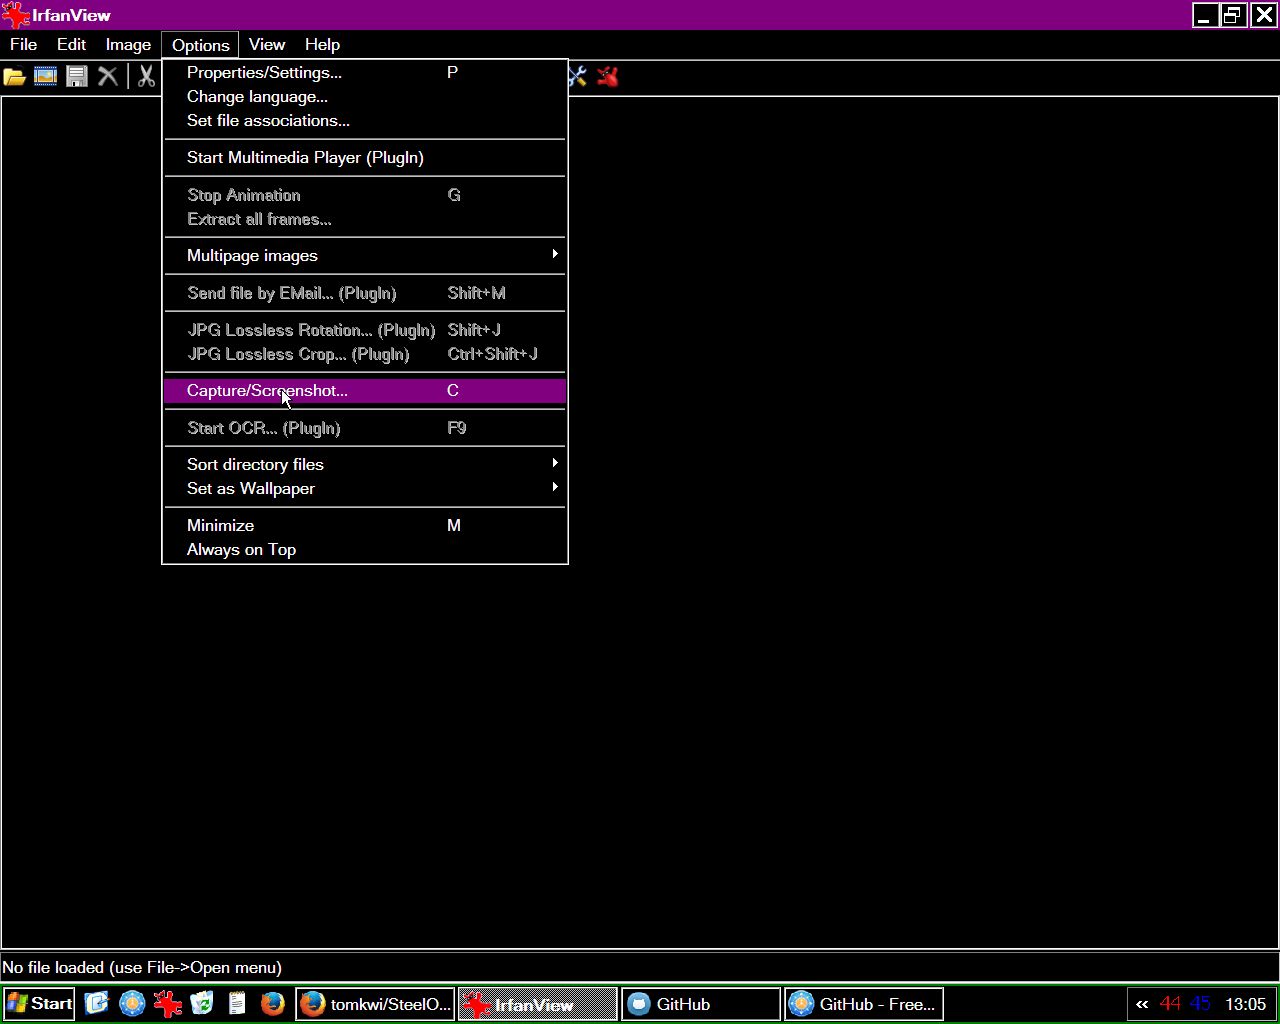 IrfanView
File Edit Image Options View Help
Properties/Settings... P
Change language...
Set file associations...
Start Multimedia Player (PlugIn)
Stop Animation G
Extract all frames...
Multipage images
Send file by EMail... (PlugIn) Shift+M
JPG Lossless Rotation... (PlugIn) Shift+J
JPG Lossless Crop... (PlugIn) Ctrl+Shift+J
Capture/Screenshot... C
Start OCR... (PlugIn) F9
Sort directory files
Set as Wallpaper
Minimize M
Always on Top
No file loaded (use File->Open menu)
Start tomkwi/SteelO... IrfanView GitHub GitHub - Free... « 44 45 13:05